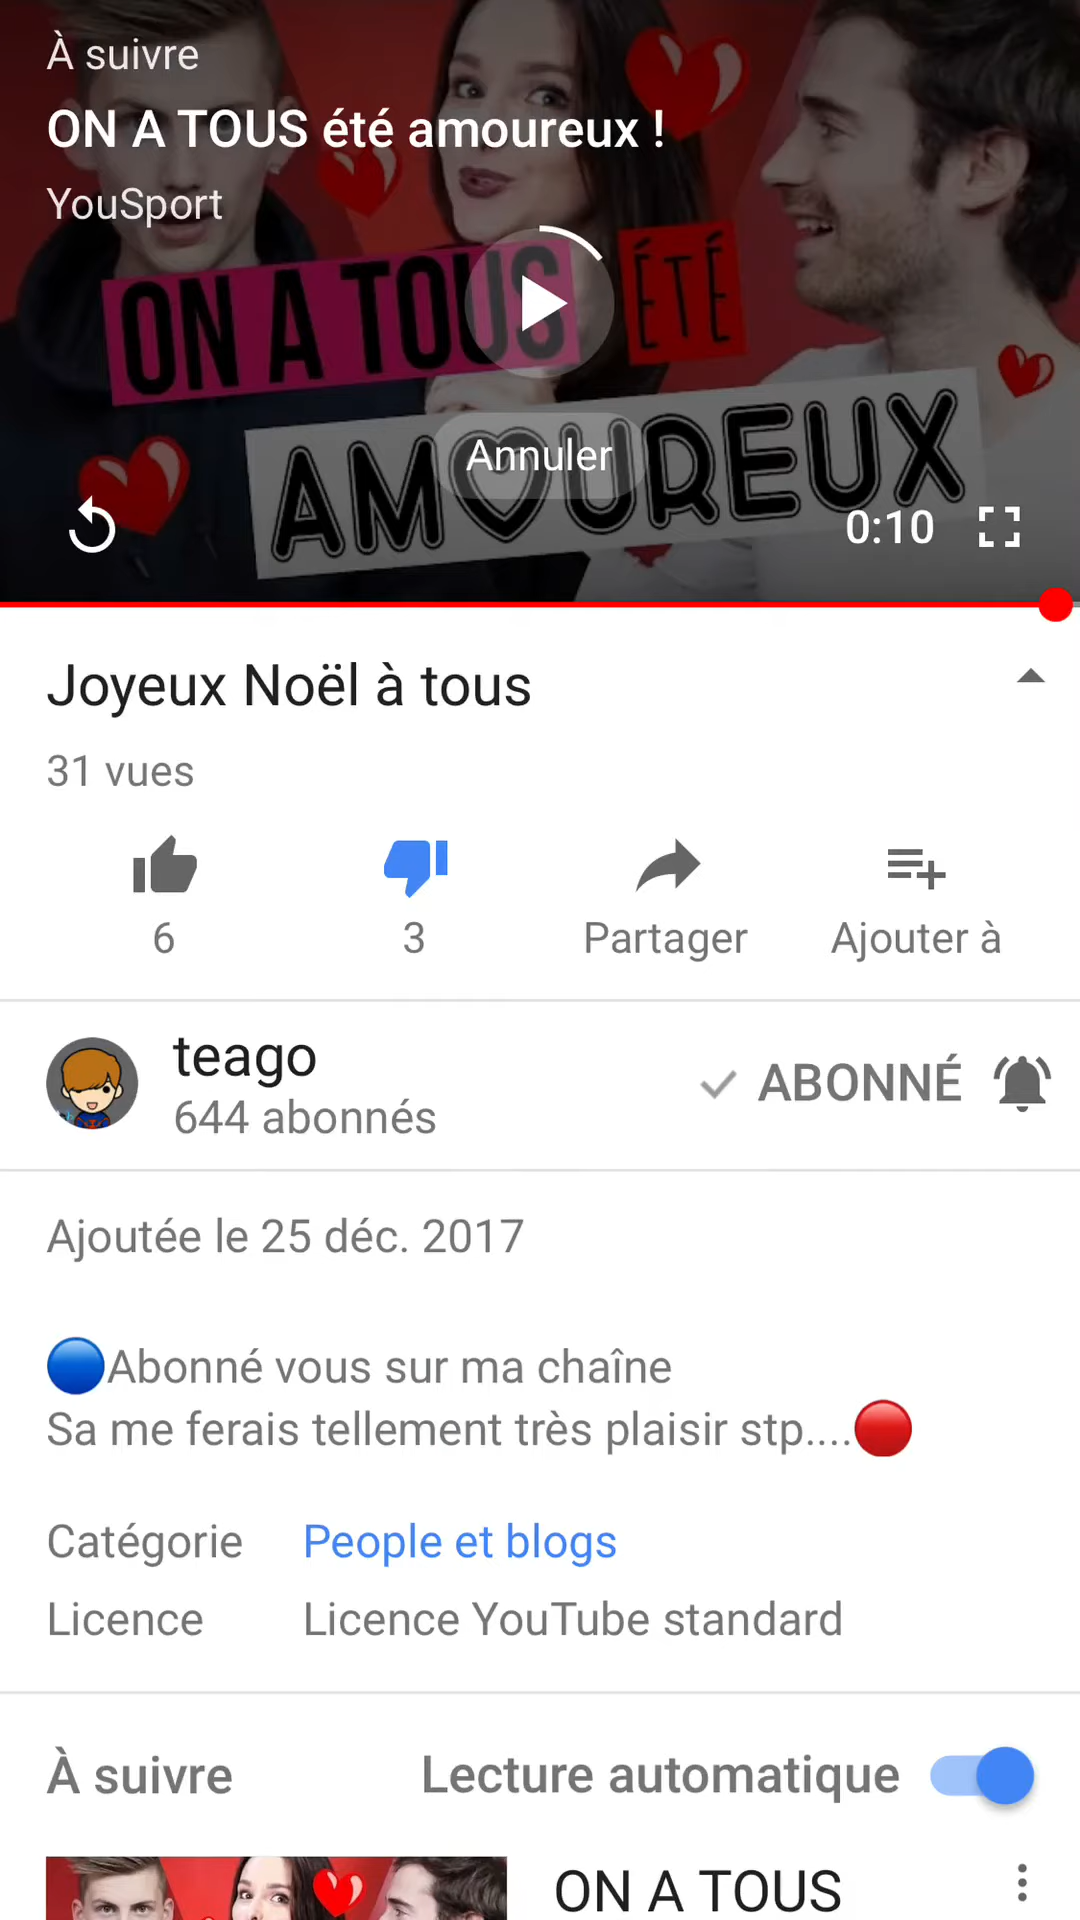 À suivre
ON A TOUS été amoureux !
YouSport
ON A TOUS ÉTÉ
AMOUREUX
Annuler
0:10
Joyeux Noël à tous
31 vues
6
3
Partager
Ajouter à
teago
644 abonnés
ABONNÉ
Ajoutée le 25 déc. 2017
🔵Abonné vous sur ma chaîne
Sa me ferais tellement très plaisir stp....🔴
Catégorie People et blogs
Licence Licence YouTube standard
À suivre Lecture automatique
ON A TOUS